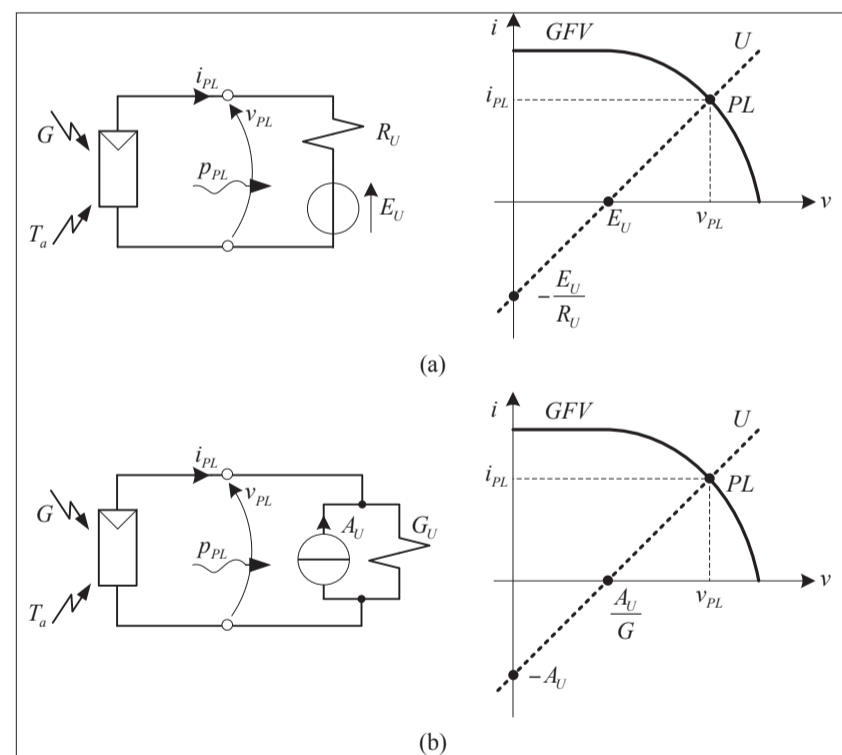 i
GFV
U
i_PL
v_PL
G
R_U
i_PL
PL
p_PL
E_U
T_a
E_U
v_PL
v
-E_U/R_U
(a)
i
GFV
U
i_PL
v_PL
G
A_U
G_U
i_PL
PL
p_PL
T_a
A_U/G
v_PL
v
-A_U
(b)